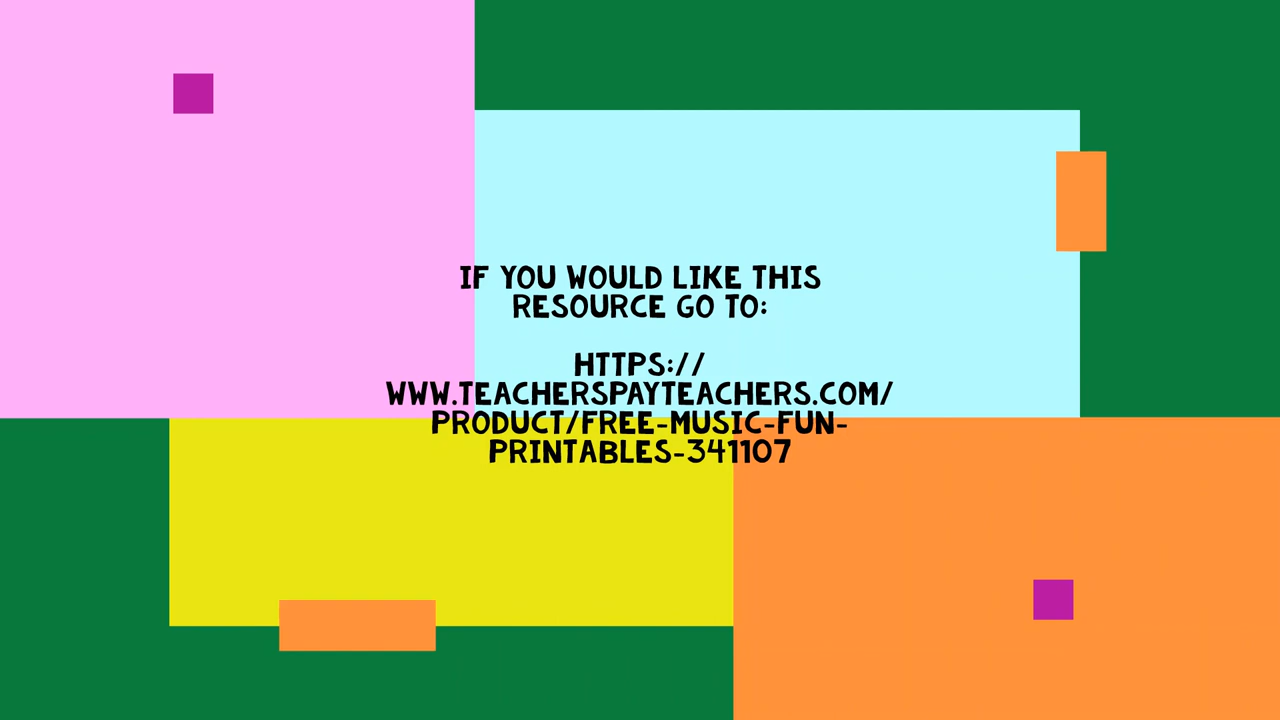 IF YOU WOULD LIKE THIS
RESOURCE GO TO:
HTTPS://
WWW.TEACHERSPAYTEACHERS.COM/
PRODUCT/FREE-MUSIC-FUN-
PRINTABLES-341107